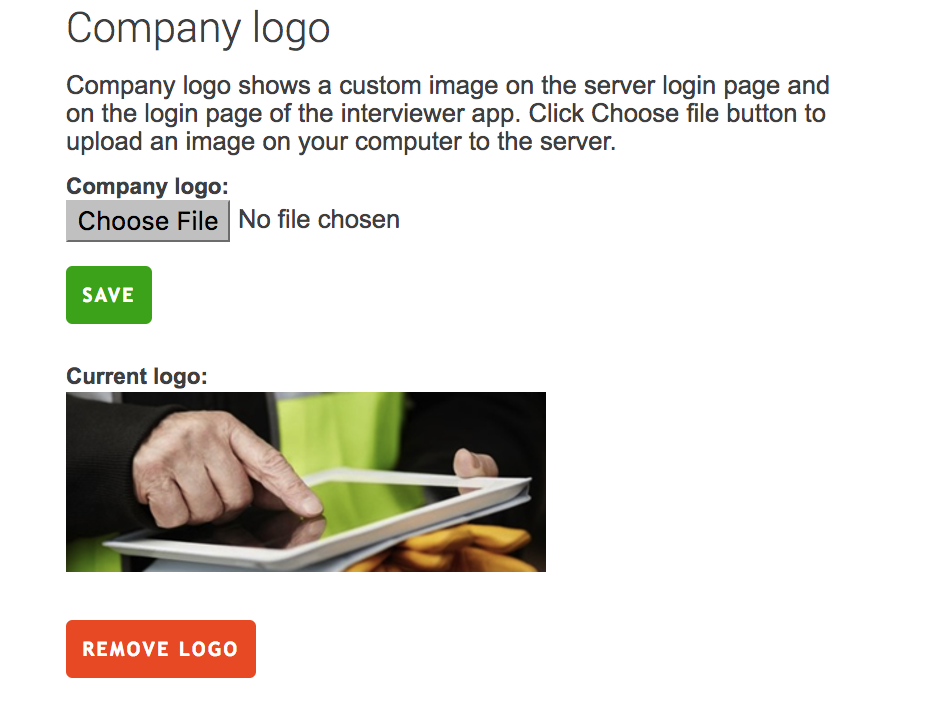 Company logo
Company logo shows a custom image on the server login page and
on the login page of the interviewer app. Click Choose file button to
upload an image on your computer to the server.
Company logo:
Choose File No file chosen
SAVE
Current logo:
REMOVE LOGO